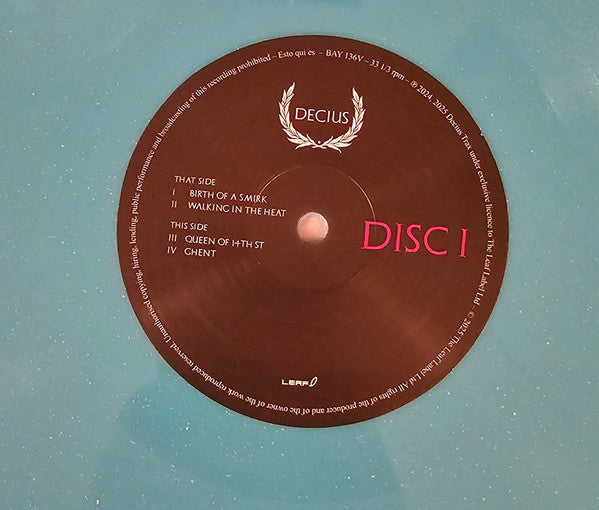 DECIUS
THAT SIDE
I BIRTH OF A SMIRK
II WALKING IN THE HEAT
THIS SIDE
III QUEEN OF 14TH ST
IV CHENT
DISC I
LEAF
Unauthorised copying, hiring, lending, public performance and broadcasting of this recording prohibited – Esto qui es – BAY 136V – 33 1/3 rpm – ℗ 2024, 2025 Decius Trax under exclusive licence to The Leaf Label Ltd – © 2025 The Leaf Label Ltd All rights of the producer and of the owner of the work reproduced reserved.